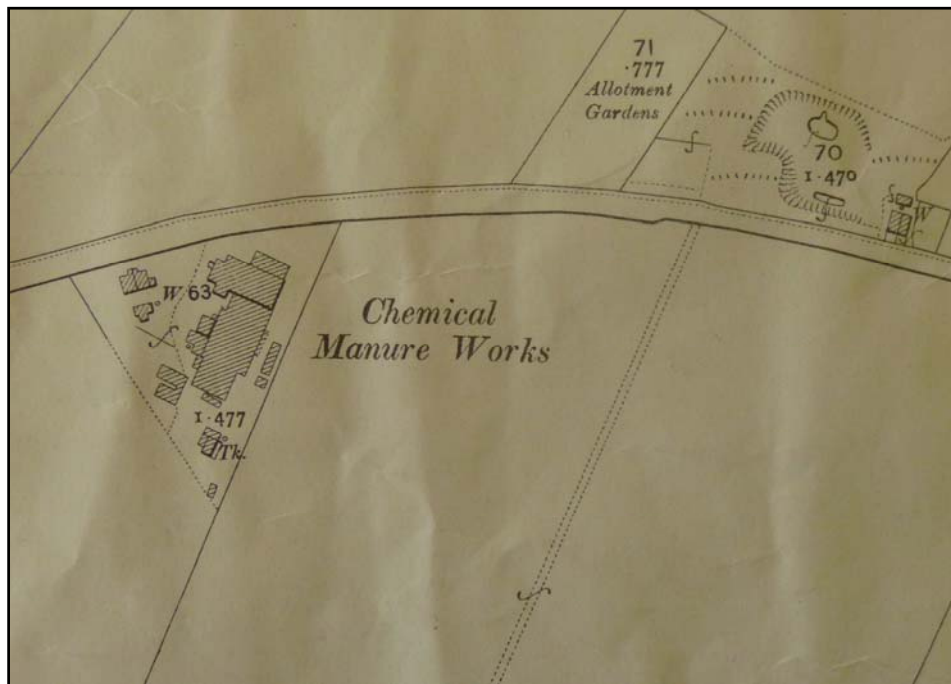 71
·777
Allotment
Gardens
70
1·470
W
W 63
Chemical
Manure Works
1·477
Tk.